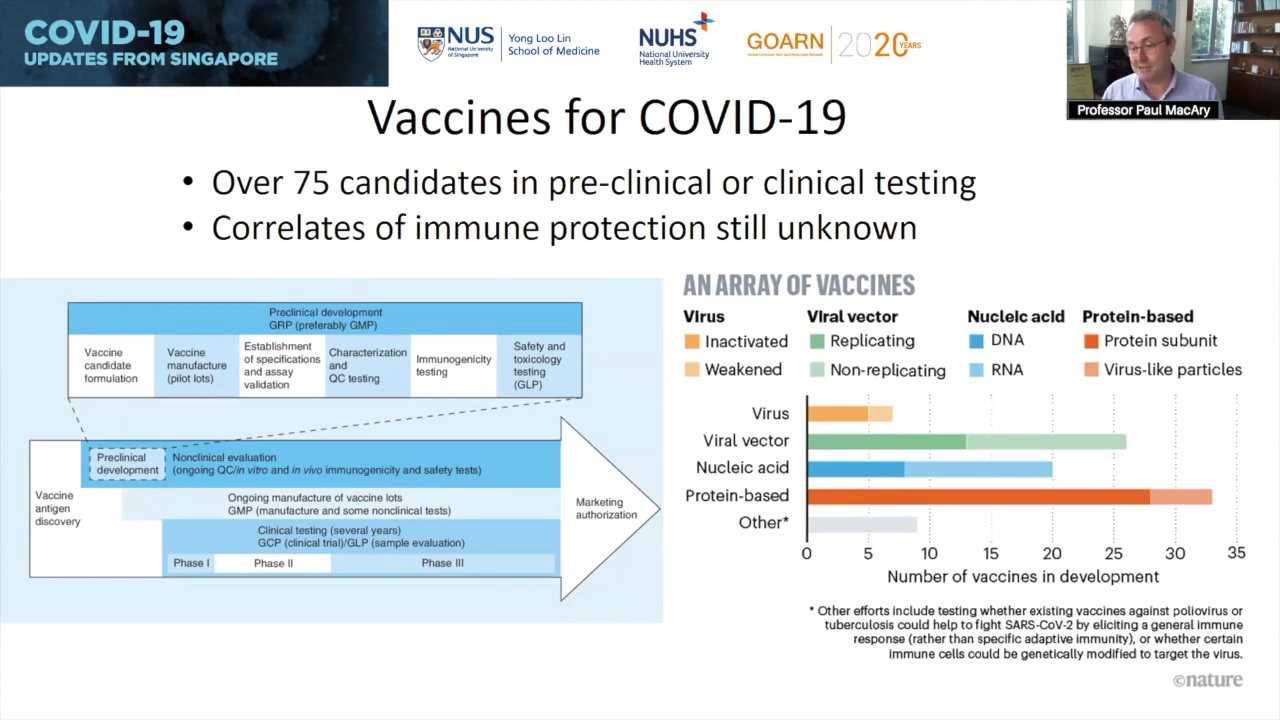 COVID-19
UPDATES FROM SINGAPORE
NUS
National University
of Singapore
Yong Loo Lin
School of Medicine
NUHS
National University
Health System
GOARN
2020 YEARS
Professor Paul MacAry
Vaccines for COVID-19
• Over 75 candidates in pre-clinical or clinical testing
• Correlates of immune protection still unknown
Preclinical development
GRP (preferably GMP)
Vaccine
candidate
formulation
Vaccine
manufacture
(pilot lots)
Establishment
of specifications
and assay
validation
Characterization
and
QC testing
Immunogenicity
testing
Safety and
toxicology
testing
(GLP)
Vaccine
antigen
discovery
Preclinical
development
Nonclinical evaluation
(ongoing QC/in vitro and in vivo immunogenicity and safety tests)
Ongoing manufacture of vaccine lots
GMP (manufacture and some nonclinical tests)
Clinical testing (several years)
GCP (clinical trial)/GLP (sample evaluation)
Phase I
Phase II
Phase III
Marketing
authorization
AN ARRAY OF VACCINES
Virus
Inactivated
Weakened
Viral vector
Replicating
Non-replicating
Nucleic acid
DNA
RNA
Protein-based
Protein subunit
Virus-like particles
Virus
Viral vector
Nucleic acid
Protein-based
Other*
0 5 10 15 20 25 30 35
Number of vaccines in development
* Other efforts include testing whether existing vaccines against poliovirus or
tuberculosis could help to fight SARS-CoV-2 by eliciting a general immune
response (rather than specific adaptive immunity), or whether certain
immune cells could be genetically modified to target the virus.
©nature